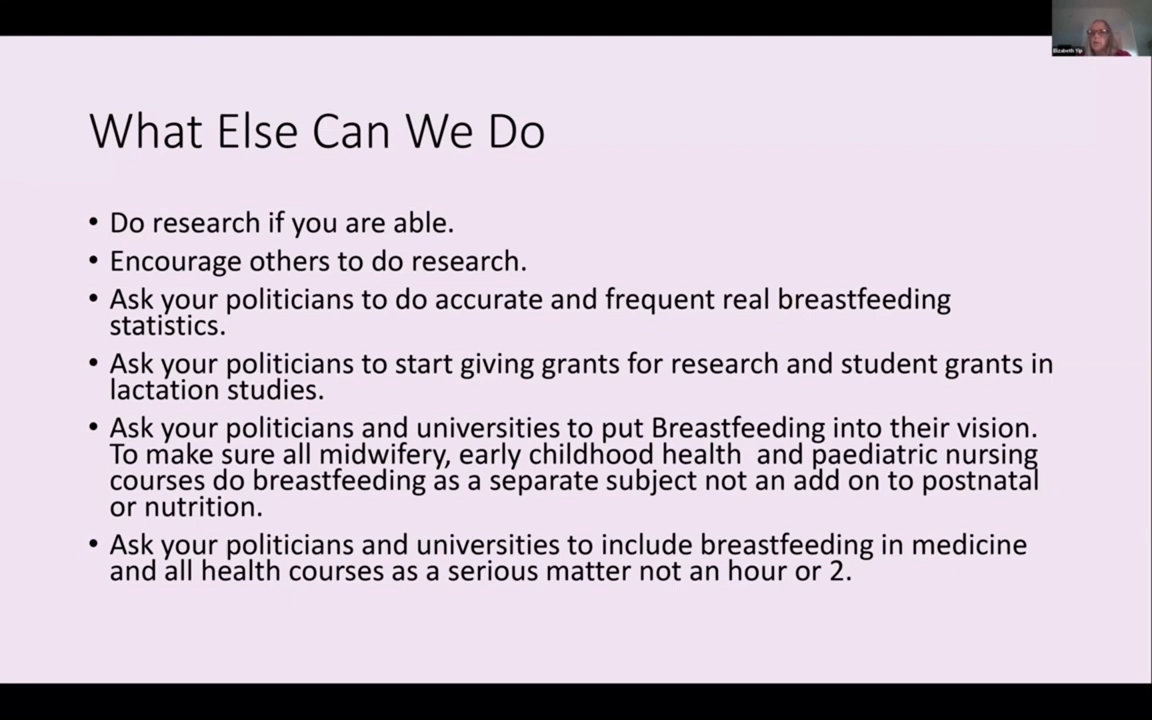 Elizabeth Yip
What Else Can We Do
• Do research if you are able.
• Encourage others to do research.
• Ask your politicians to do accurate and frequent real breastfeeding
statistics.
• Ask your politicians to start giving grants for research and student grants in
lactation studies.
• Ask your politicians and universities to put Breastfeeding into their vision.
To make sure all midwifery, early childhood health  and paediatric nursing
courses do breastfeeding as a separate subject not an add on to postnatal
or nutrition.
• Ask your politicians and universities to include breastfeeding in medicine
and all health courses as a serious matter not an hour or 2.